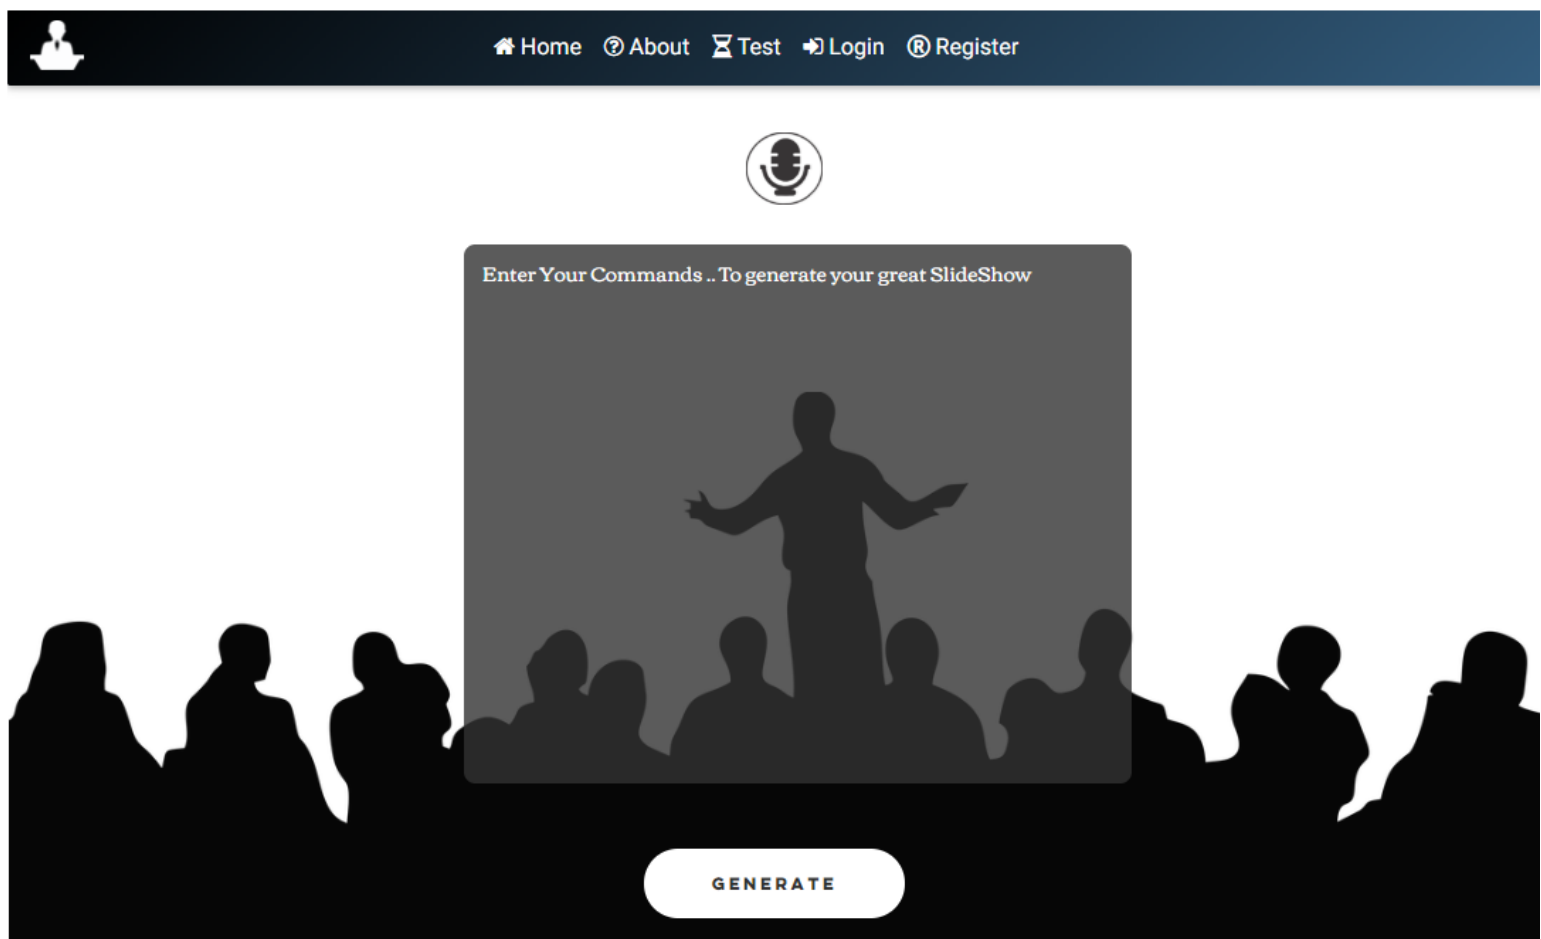 Home About Test Login Register
Enter Your Commands .. To generate your great SlideShow
GENERATE